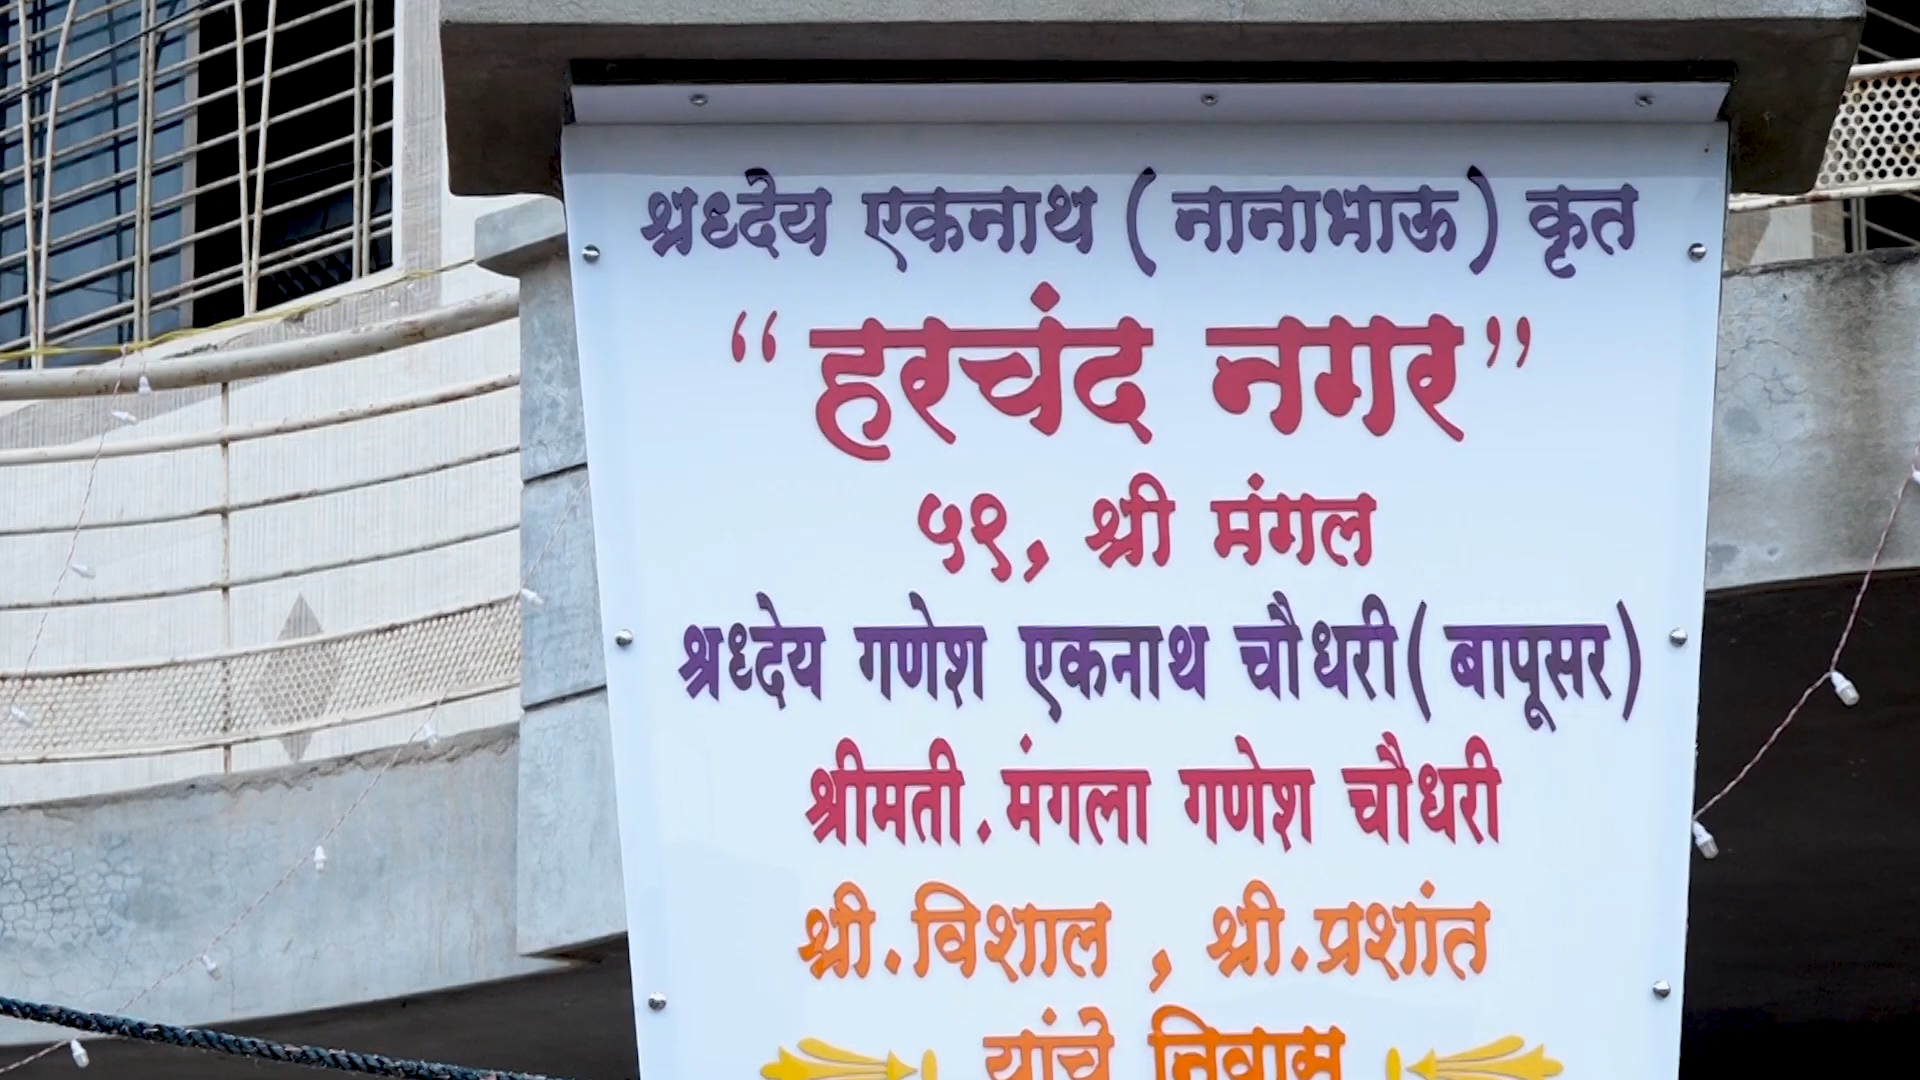 श्रध्देय एकनाथ (नानाभाऊ) कृत
“हरचंद नगर”
५९, श्री मंगल
श्रध्देय गणेश एकनाथ चौधरी(बापूसर)
श्रीमती.मंगला गणेश चौधरी
श्री.विशाल , श्री.प्रशांत
यांचे निवास